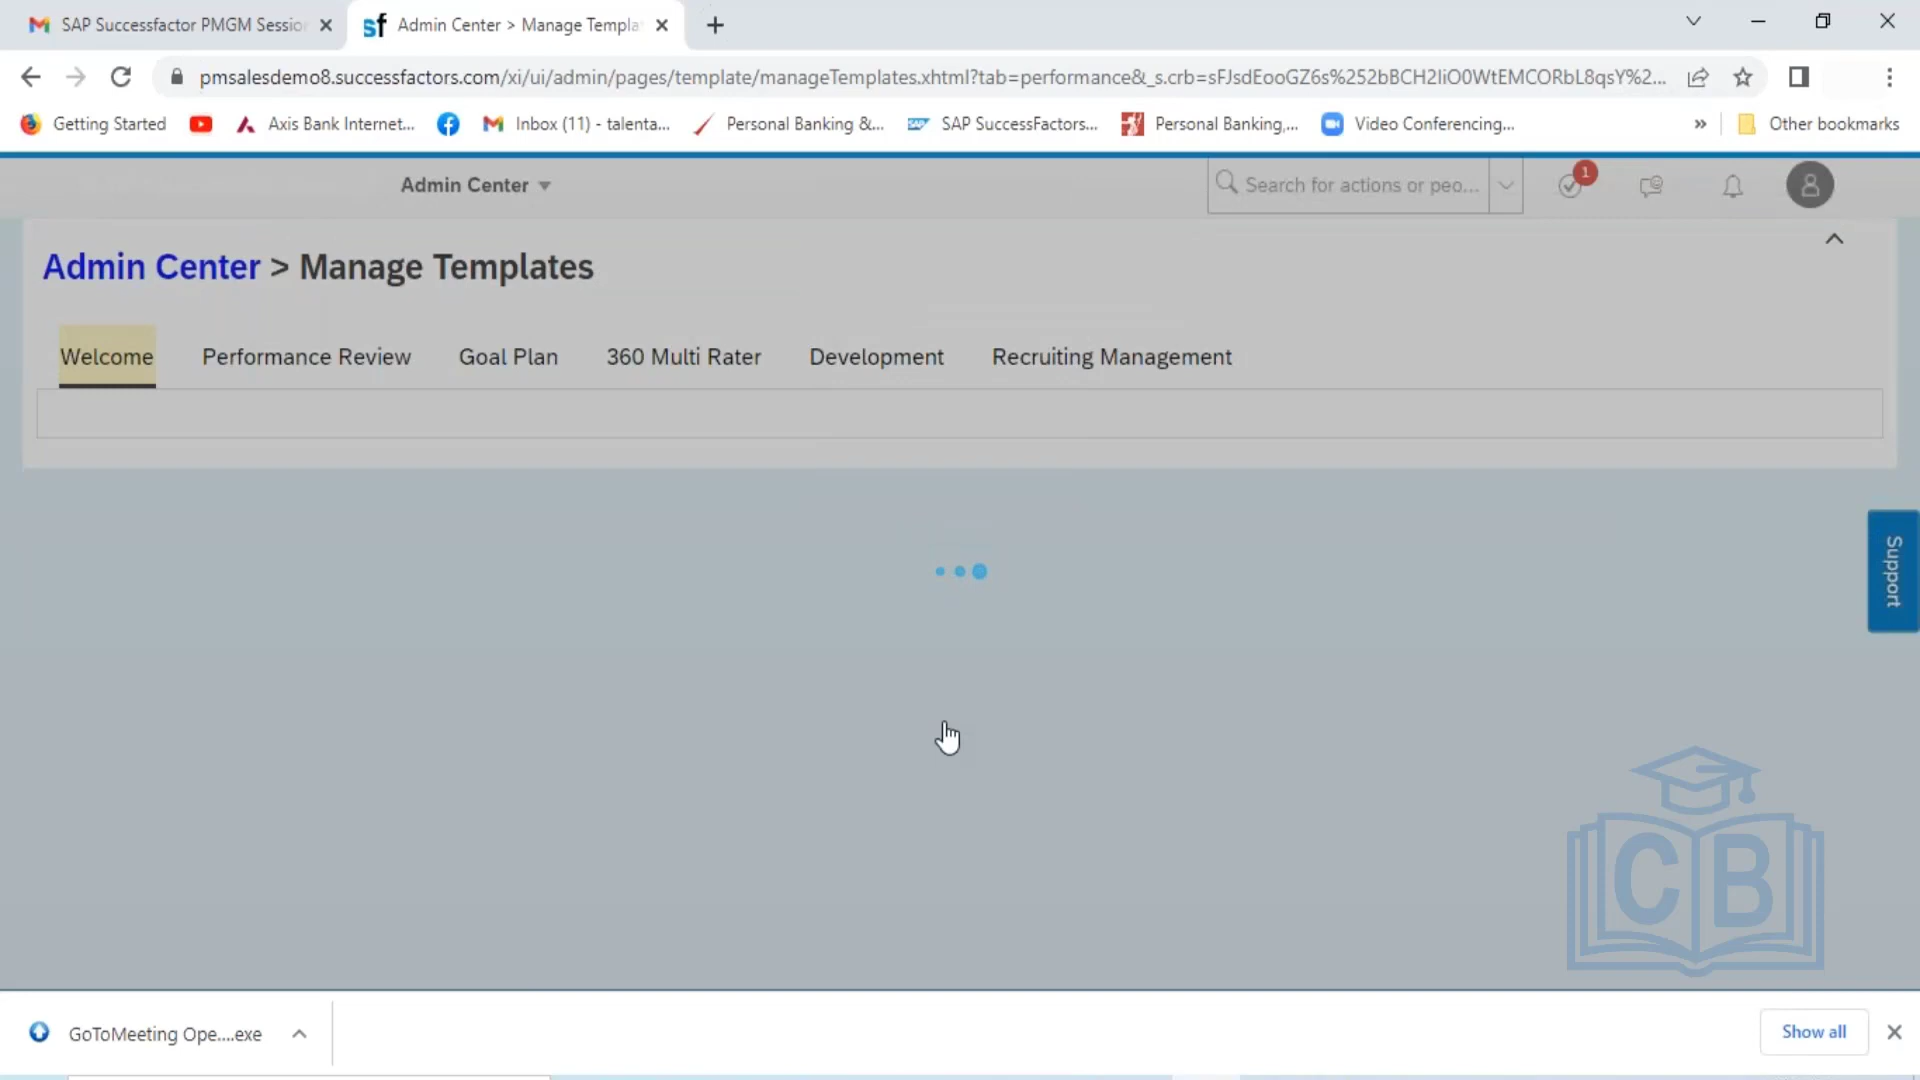 SAP Successfactor PMGM Sessio
sf Admin Center > Manage Templa
pmsalesdemo8.successfactors.com/xi/ui/admin/pages/template/manageTemplates.xhtml?tab=performance&_s.crb=sFJsdEooGZ6s%252bBCH2IiO0WtEMCORbL8qsY%2...
Getting Started Axis Bank Internet... Inbox (11) - talenta... Personal Banking &... SAP SAP SuccessFactors... Personal Banking,... Video Conferencing... » Other bookmarks
Admin Center Search for actions or peo... 1
Admin Center > Manage Templates
Welcome Performance Review Goal Plan 360 Multi Rater Development Recruiting Management
Support
CB
GoToMeeting Ope....exe Show all